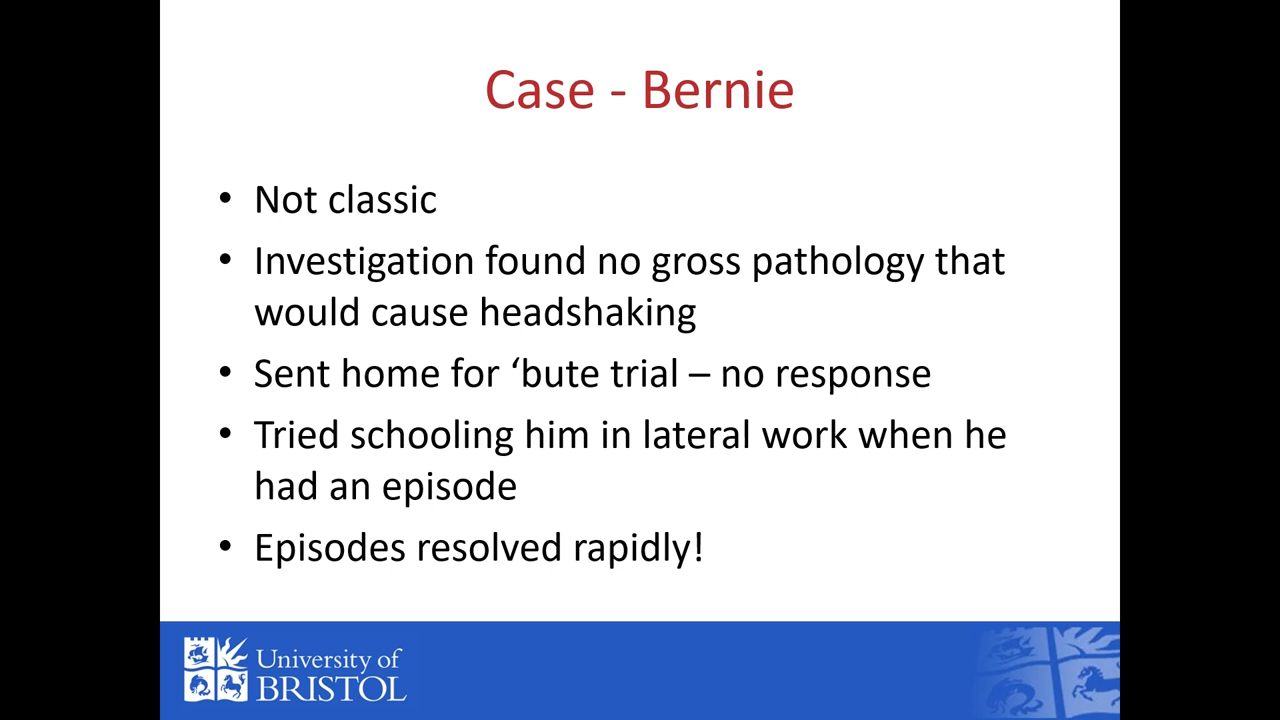 Case - Bernie
• Not classic
• Investigation found no gross pathology that
would cause headshaking
• Sent home for ‘bute trial – no response
• Tried schooling him in lateral work when he
had an episode
• Episodes resolved rapidly!
University of
BRISTOL